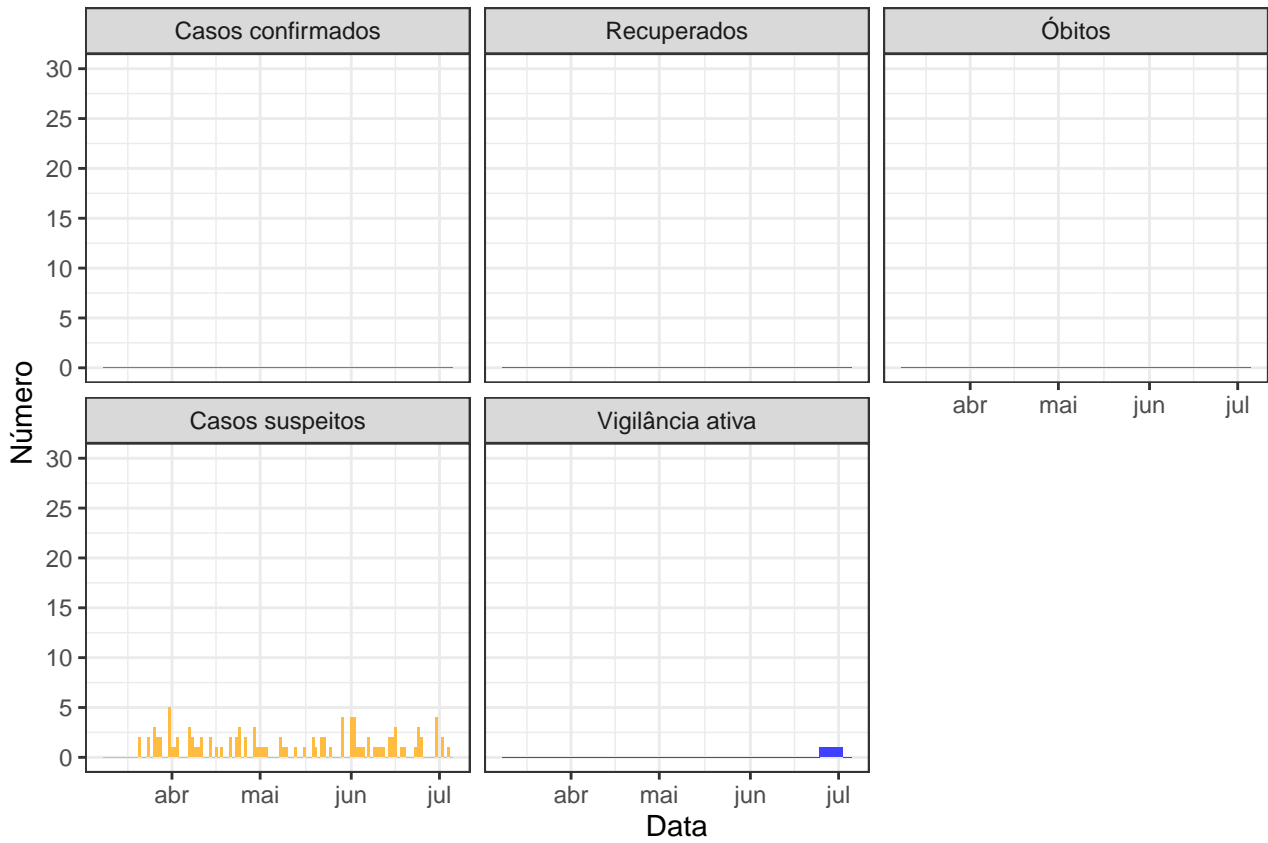 Casos confirmados
Recuperados
Óbitos
30
25
20
15
10
5
0
abr mai jun jul
Casos suspeitos
Vigilância ativa
30
25
20
15
10
5
0
abr mai jun jul
abr mai jun jul
Número
Data